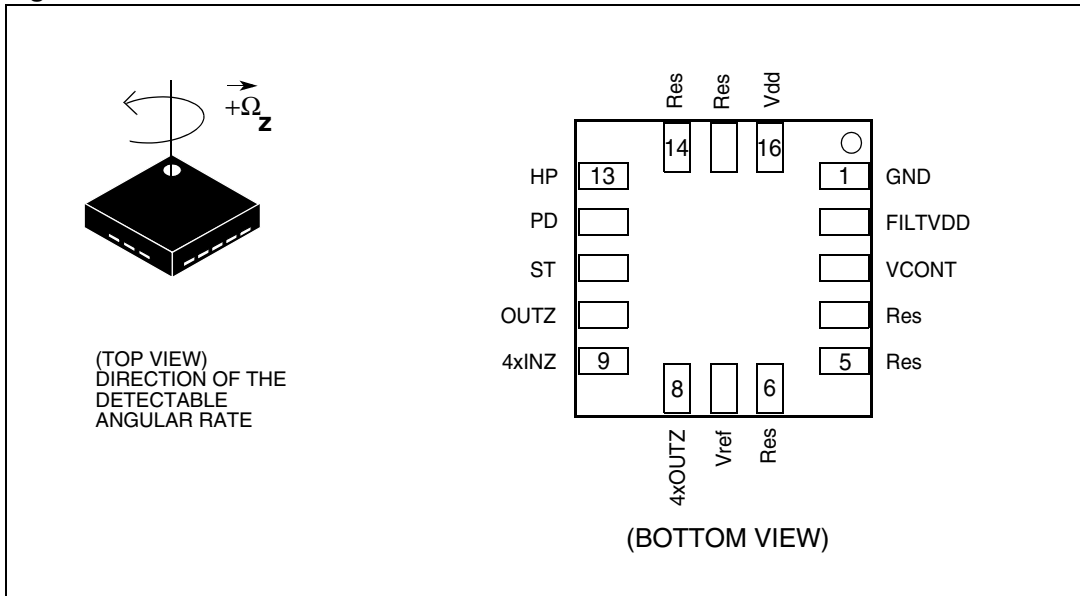 +Ω
z
(TOP VIEW)
DIRECTION OF THE
DETECTABLE
ANGULAR RATE
Res
Res
Vdd
14
16
HP
13
1
GND
PD
FILTVDD
ST
VCONT
OUTZ
Res
4xINZ
9
5
Res
8
6
4xOUTZ
Vref
Res
(BOTTOM VIEW)